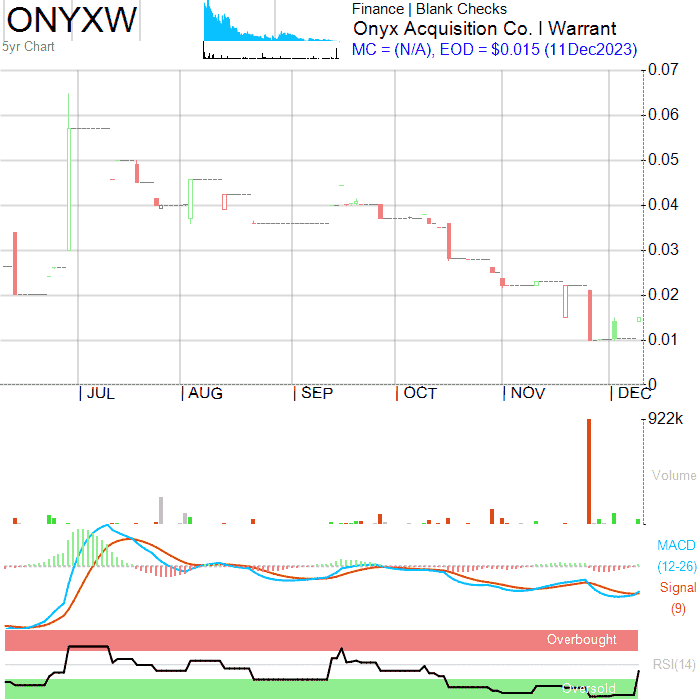 ONYXW
5yr Chart
Finance | Blank Checks
Onyx Acquisition Co. I Warrant
MC = (N/A), EOD = $0.015 (11Dec2023)
0.07
0.06
0.05
0.04
0.03
0.02
0.01
0
| JUL | AUG | SEP | OCT | NOV | DEC
922k
Volume
MACD
(12-26)
Signal
(9)
Overbought
RSI(14)
Oversold